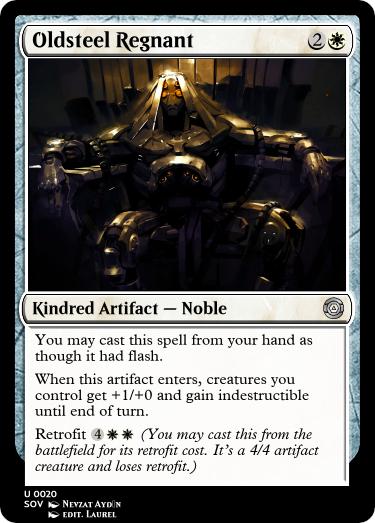 Oldsteel Regnant 2
Kindred Artifact — Noble
You may cast this spell from your hand as
though it had flash.
When this artifact enters, creatures you
control get +1/+0 and gain indestructible
until end of turn.
Retrofit 4 (You may cast this from the
battlefield for its retrofit cost. It's a 4/4 artifact
creature and loses retrofit.)
U 0020
SOV Nevzat Aydın
edit. Laurel